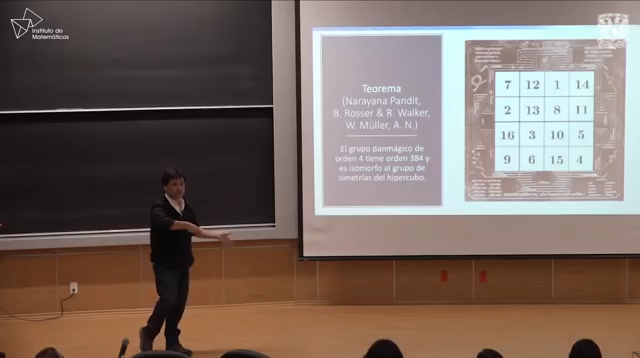 Instituto de
Matemáticas
UNAM
Teorema
(Narayana Pandit,
B. Rosser & R. Walker,
W. Müller, A. N.)
El grupo panmágico de
orden 4 tiene orden 384 y
es isomorfo al grupo de
simetrías del hipercubo.
7 12 1 14
2 13 8 11
16 3 10 5
9 6 15 4